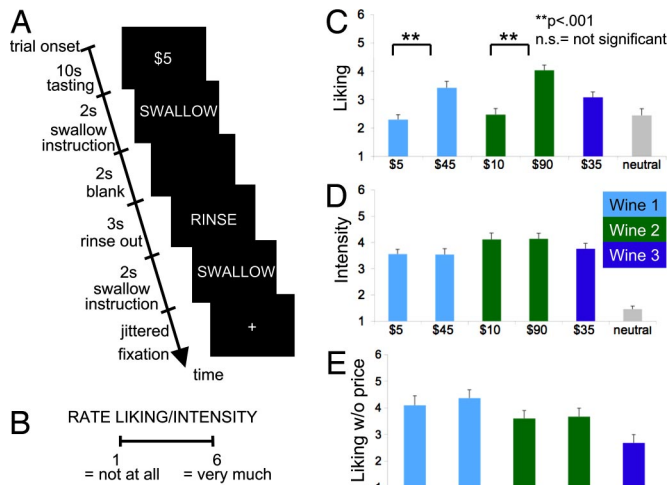 A
trial onset
10s
tasting
2s
swallow
instruction
2s
blank
3s
rinse out
2s
swallow
instruction
jittered
fixation
time
$5
SWALLOW
RINSE
SWALLOW
+
B
RATE LIKING/INTENSITY
1
6
= not at all
= very much
C
**p<.001
n.s.= not significant
Liking
6
5
4
3
2
1
**
**
$5 $45 $10 $90 $35 neutral
D
Intensity
6
5
4
3
2
1
Wine 1
Wine 2
Wine 3
$5 $45 $10 $90 $35 neutral
E
Liking w/o price
6
5
4
3
2